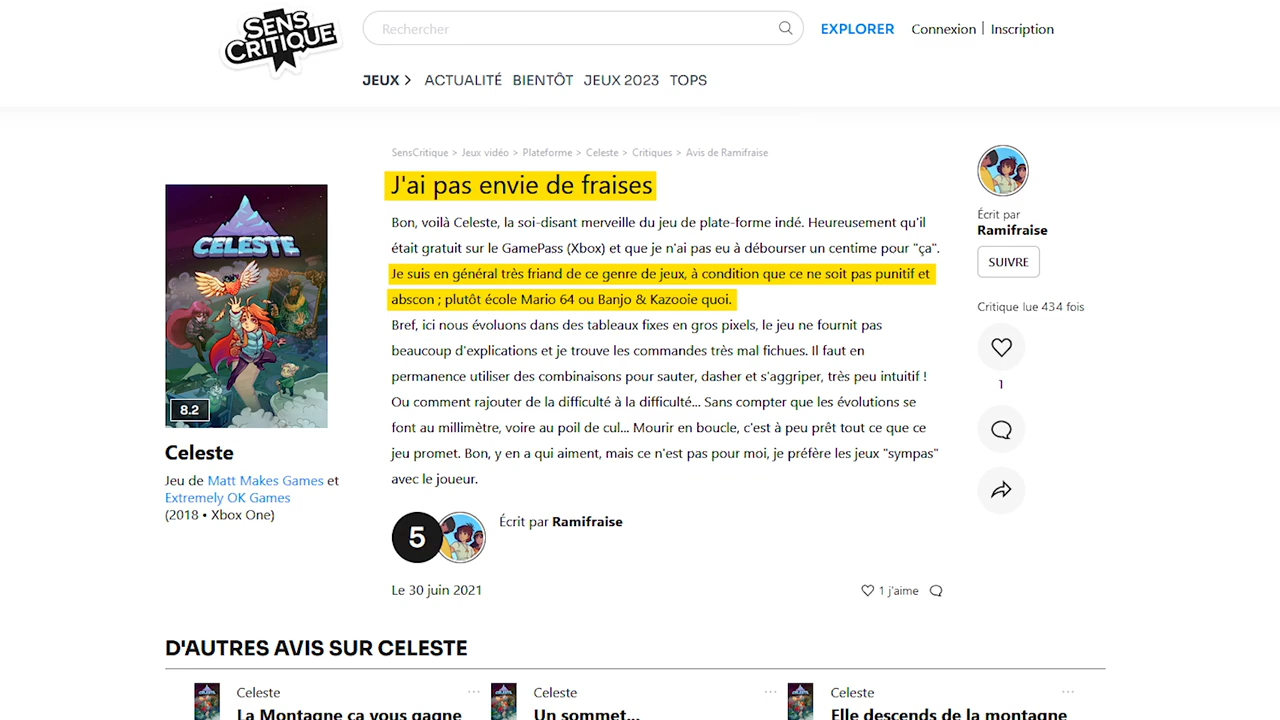 SENS
CRITIQUE
Rechercher
EXPLORER
Connexion | Inscription
JEUX > ACTUALITÉ BIENTÔT JEUX 2023 TOPS
SensCritique > Jeux vidéo > Plateforme > Celeste > Critiques > Avis de Ramifraise
J'ai pas envie de fraises
Bon, voilà Celeste, la soi-disant merveille du jeu de plate-forme indé. Heureusement qu'il
était gratuit sur le GamePass (Xbox) et que je n'ai pas eu à débourser un centime pour "ça".
Je suis en général très friand de ce genre de jeux, à condition que ce ne soit pas punitif et
abscon ; plutôt école Mario 64 ou Banjo & Kazooie quoi.
Bref, ici nous évoluons dans des tableaux fixes en gros pixels, le jeu ne fournit pas
beaucoup d'explications et je trouve les commandes très mal fichues. Il faut en
permanence utiliser des combinaisons pour sauter, dasher et s'aggriper, très peu intuitif !
Ou comment rajouter de la difficulté à la difficulté... Sans compter que les évolutions se
font au millimètre, voire au poil de cul... Mourir en boucle, c'est à peu prêt tout ce que ce
jeu promet. Bon, y en a qui aiment, mais ce n'est pas pour moi, je préfère les jeux "sympas"
avec le joueur.
5
Écrit par Ramifraise
Le 30 juin 2021
1 j'aime
CELESTE
8.2
Celeste
Jeu de Matt Makes Games et
Extremely OK Games
(2018 • Xbox One)
Écrit par
Ramifraise
SUIVRE
Critique lue 434 fois
1
D'AUTRES AVIS SUR CELESTE
CELESTE
Celeste
...
La Montagne ça vous gagne
CELESTE
Celeste
...
Un sommet...
CELESTE
Celeste
...
Elle descends de la montagne